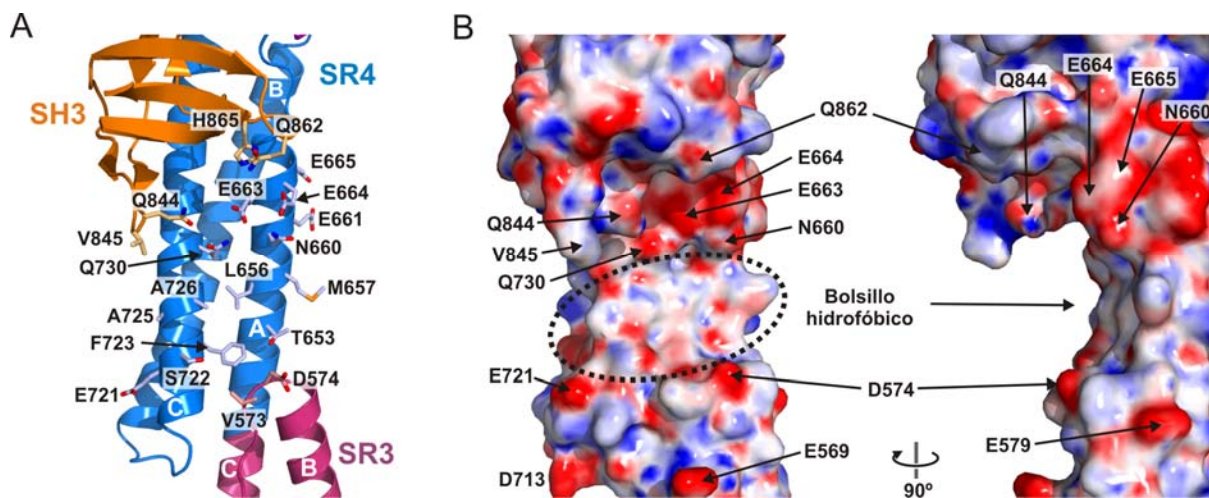 A
SR4
B
SH3
H865
Q862
E665
E663
E664
Q844
E661
V845
N660
Q730
L656
A726
M657
A725
A
T653
F723
S722
D574
E721
C
V573
C
B
SR3
B
Q862
E664
E663
Q844
N660
V845
Q730
E721
D574
D713
E569
E664
Q844
E665
N660
Bolsillo
hidrofóbico
E579
90º